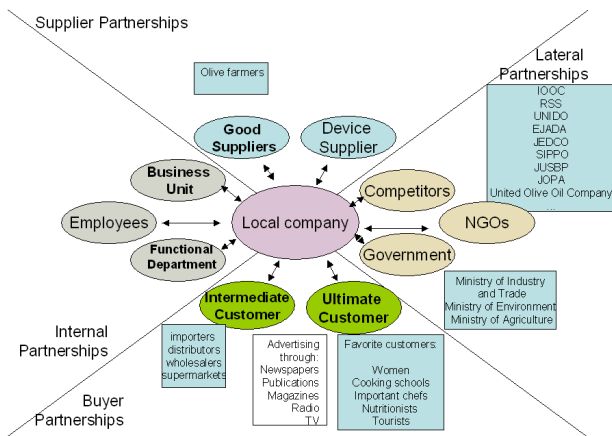 Supplier Partnerships
Lateral
Partnerships
Olive farmers
IOOC
RSS
UNIDO
EJADA
JEDCO
SIPPO
JUSBP
JOPA
United Olive Oil Company
...
Good
Suppliers
Device
Supplier
Business
Unit
Competitors
Employees
Local company
NGOs
Functional
Department
Government
Intermediate
Customer
Ultimate
Customer
Ministry of Industry
and Trade
Ministry of Environment
Ministry of Agriculture
Internal
Partnerships
importers
distributors
wholesalers
supermarkets
Advertising
through:
Newspapers
Publications
Magazines
Radio
TV
Favorite customers:
Women
Cooking schools
Important chefs
Nutritionists
Tourists
Buyer
Partnerships